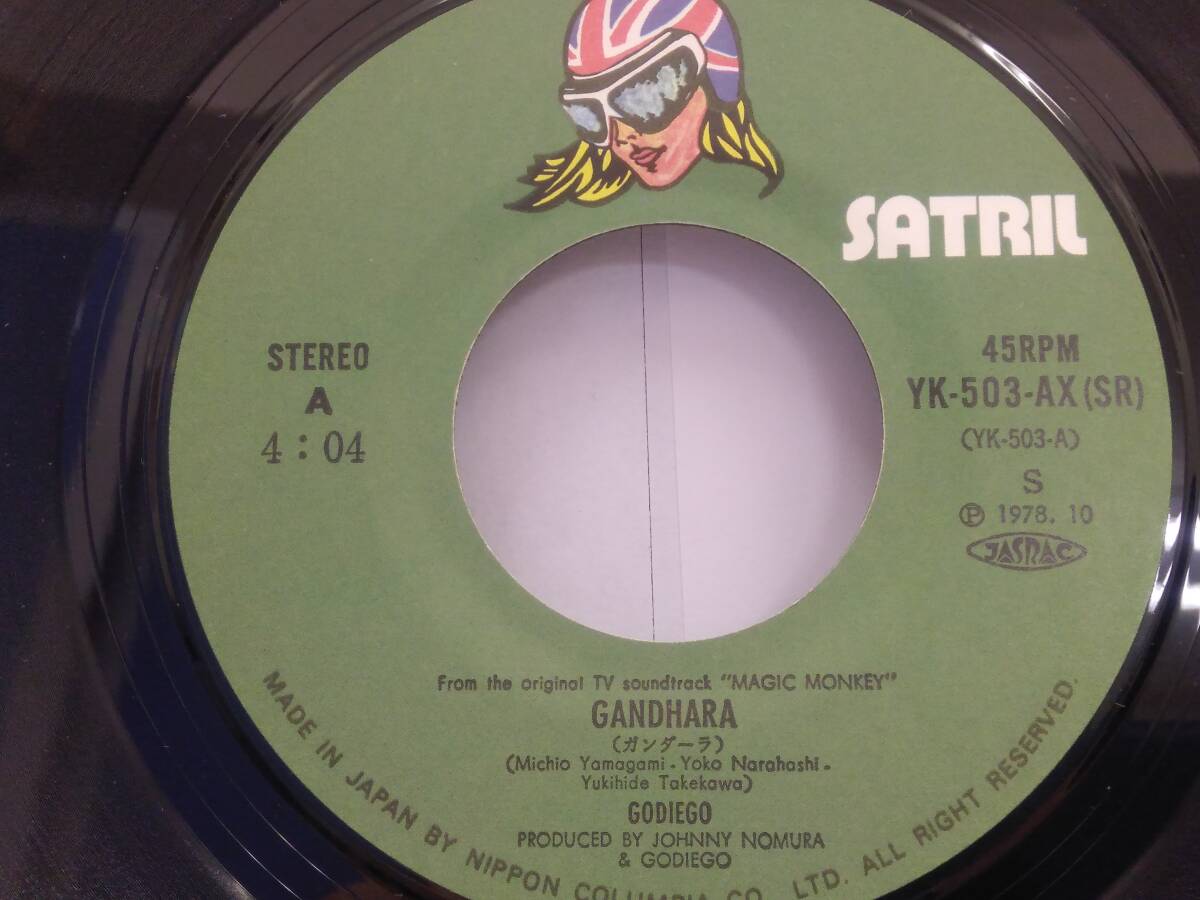 SATRIL
STEREO
A
4:04
45RPM
YK-503-AX(SR)
(YK-503-A)
S
Ⓟ 1978. 10
JASRAC
From the original TV soundtrack "MAGIC MONKEY"
GANDHARA
(ガンダーラ)
(Michio Yamagami - Yoko Narahashi -
Yukihide Takekawa)
GODIEGO
PRODUCED BY JOHNNY NOMURA
& GODIEGO
MADE IN JAPAN BY NIPPON COLUMBIA CO., LTD. ALL RIGHT RESERVED.